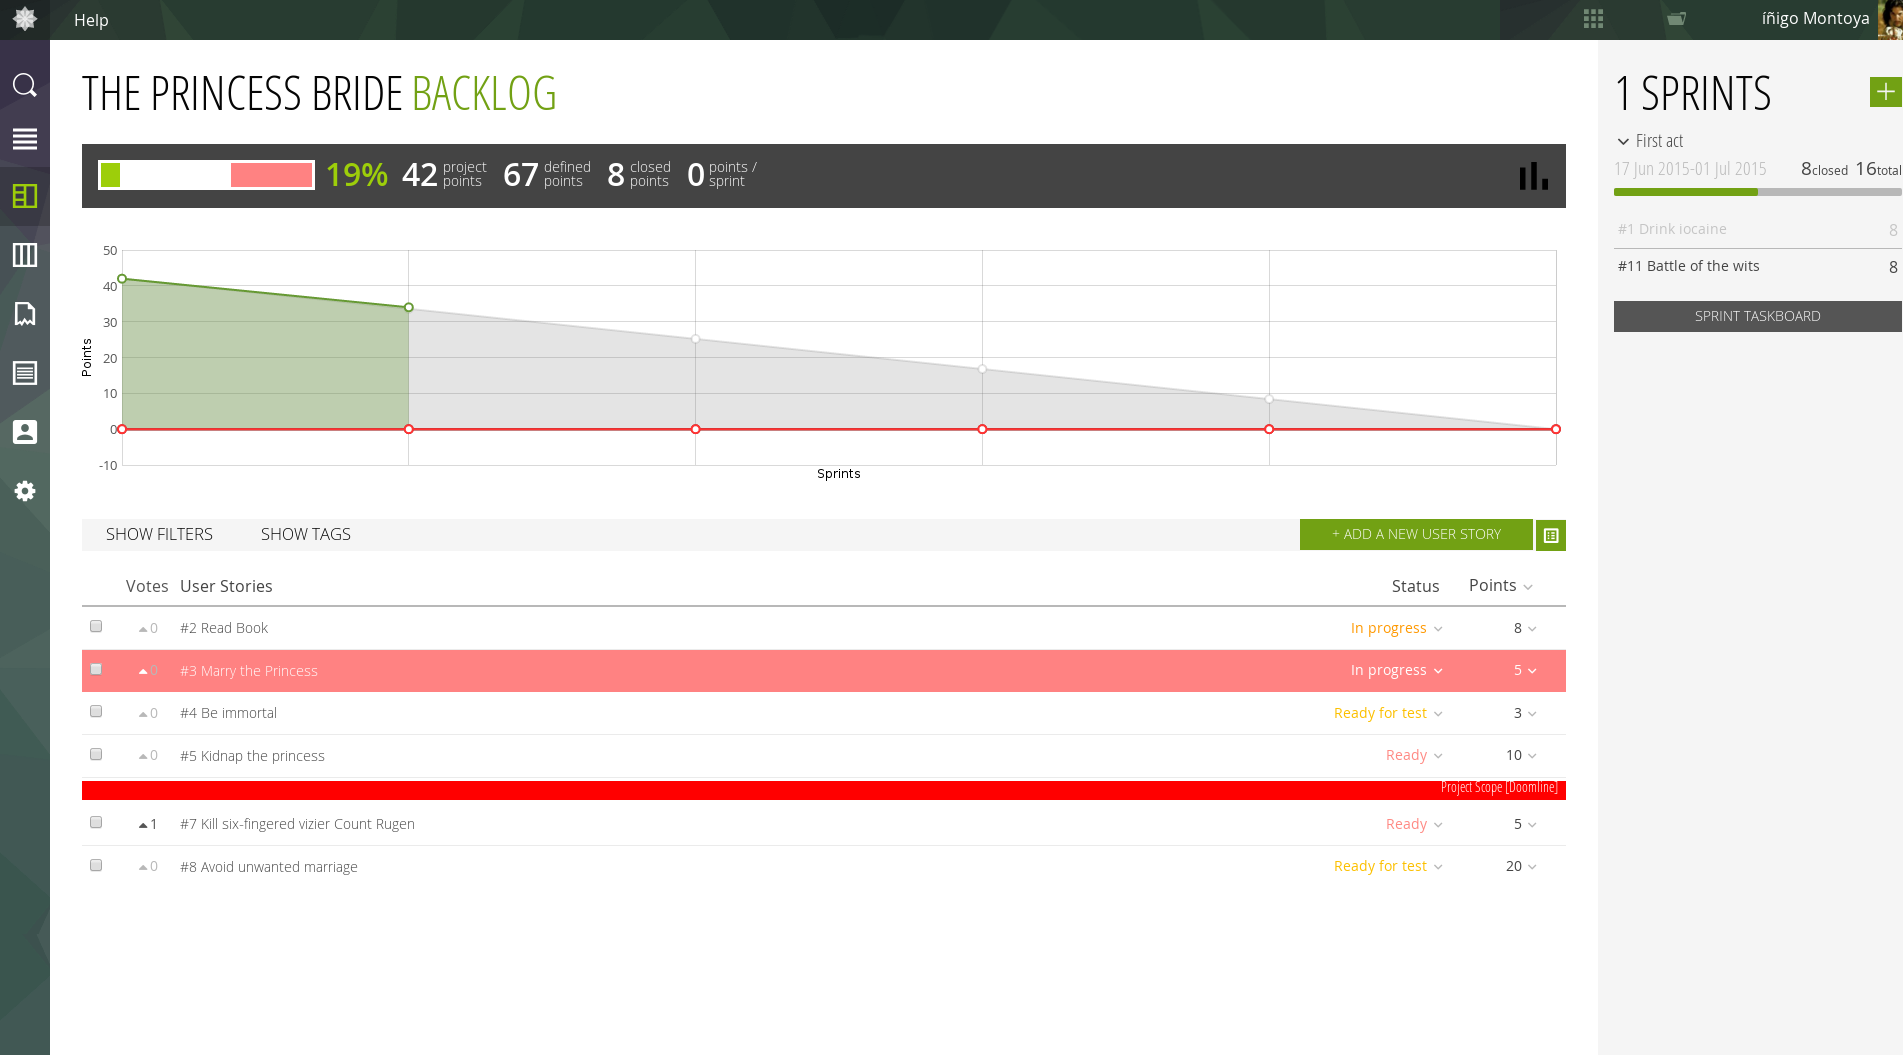 Help
íñigo Montoya
THE PRINCESS BRIDE BACKLOG
19% 42 project points 67 defined points 8 closed points 0 points / sprint
50
40
30
20
10
0
-10
Points
Sprints
SHOW FILTERS SHOW TAGS + ADD A NEW USER STORY
Votes User Stories Status Points
0 #2 Read Book In progress 8
0 #3 Marry the Princess In progress 5
0 #4 Be immortal Ready for test 3
0 #5 Kidnap the princess Ready 10
Project Scope [Doomline]
1 #7 Kill six-fingered vizier Count Rugen Ready 5
0 #8 Avoid unwanted marriage Ready for test 20
1 SPRINTS
First act
17 Jun 2015-01 Jul 2015 8closed 16total
#1 Drink iocaine 8
#11 Battle of the wits 8
SPRINT TASKBOARD